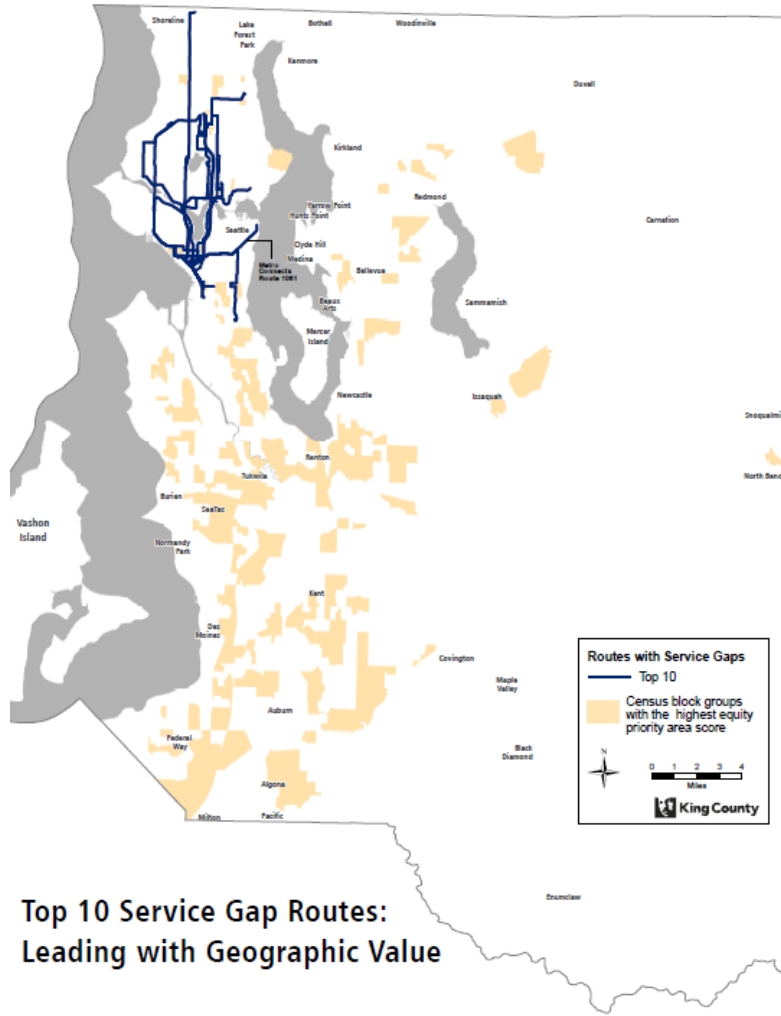 Shoreline
Lake
Forest
Park
Bothell
Woodinville
Kenmore
Duvall
Kirkland
Redmond
Yarrow Point
Hunts Point
Carnation
Seattle
Clyde Hill
Medina
Metro
Connects
Route 1061
Bellevue
Beaux
Arts
Sammamish
Mercer
Island
Newcastle
Issaquah
Snoqualmi
Renton
Tukwila
North Bend
Burien
SeaTac
Vashon
Island
Normandy
Park
Kent
Des
Moines
Covington
Maple
Valley
Auburn
Federal
Way
Black
Diamond
Algona
Milton
Pacific
Enumclaw
Routes with Service Gaps
Top 10
Census block groups
with the highest equity
priority area score
N
0 1 2 3 4
Miles
King County
Top 10 Service Gap Routes:
Leading with Geographic Value